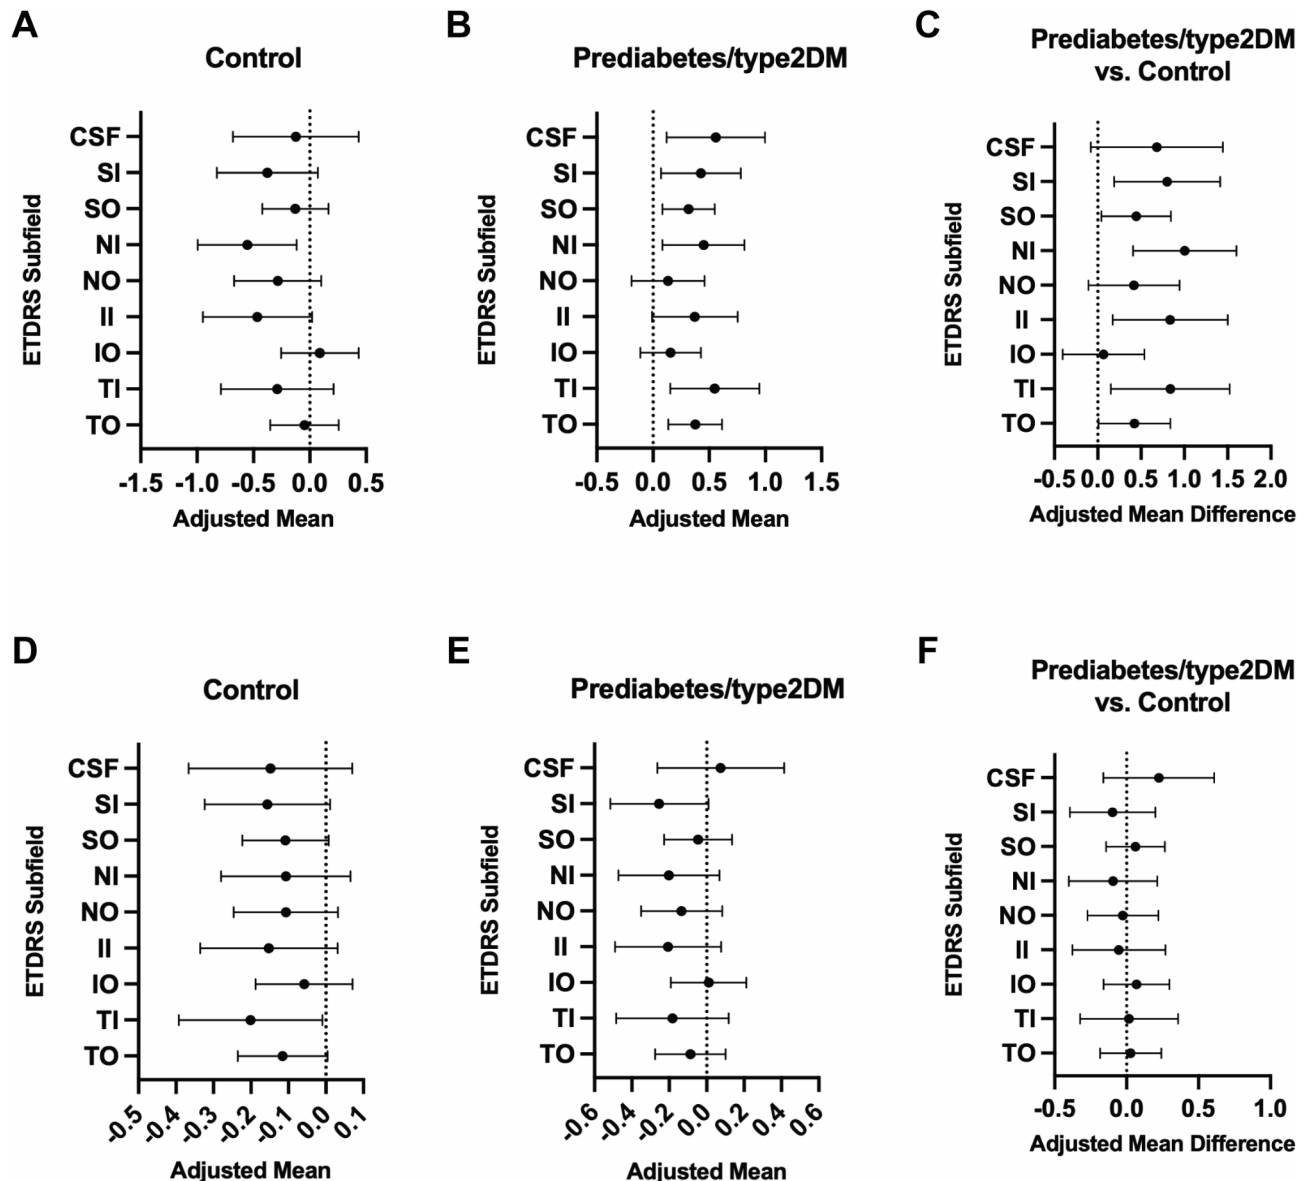 A
Control
ETDRS Subfield
CSF
SI
SO
NI
NO
II
IO
TI
TO
-1.5 -1.0 -0.5 0.0 0.5
Adjusted Mean
B
Prediabetes/type2DM
ETDRS Subfield
CSF
SI
SO
NI
NO
II
IO
TI
TO
-0.5 0.0 0.5 1.0 1.5
Adjusted Mean
C
Prediabetes/type2DM
vs. Control
ETDRS Subfield
CSF
SI
SO
NI
NO
II
IO
TI
TO
-0.5 0.0 0.5 1.0 1.5 2.0
Adjusted Mean Difference
D
Control
ETDRS Subfield
CSF
SI
SO
NI
NO
II
IO
TI
TO
-0.5 -0.4 -0.3 -0.2 -0.1 0.0 0.1
Adjusted Mean
E
Prediabetes/type2DM
ETDRS Subfield
CSF
SI
SO
NI
NO
II
IO
TI
TO
-0.6 -0.4 -0.2 0.0 0.2 0.4 0.6
Adjusted Mean
F
Prediabetes/type2DM
vs. Control
ETDRS Subfield
CSF
SI
SO
NI
NO
II
IO
TI
TO
-0.5 0.0 0.5 1.0
Adjusted Mean Difference